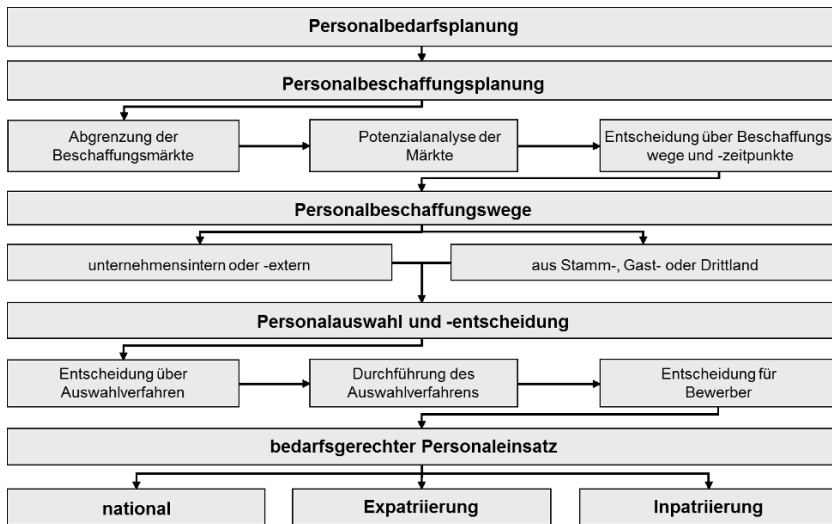 Personalbedarfsplanung
Personalbeschaffungsplanung
Abgrenzung der
Beschaffungsmärkte
Potenzialanalyse der
Märkte
Entscheidung über Beschaffungs
wege und -zeitpunkte
Personalbeschaffungswege
unternehmensintern oder -extern
aus Stamm-, Gast- oder Drittland
Personalauswahl und -entscheidung
Entscheidung über
Auswahlverfahren
Durchführung des
Auswahlverfahrens
Entscheidung für
Bewerber
bedarfsgerechter Personaleinsatz
national
Expatriierung
Inpatriierung